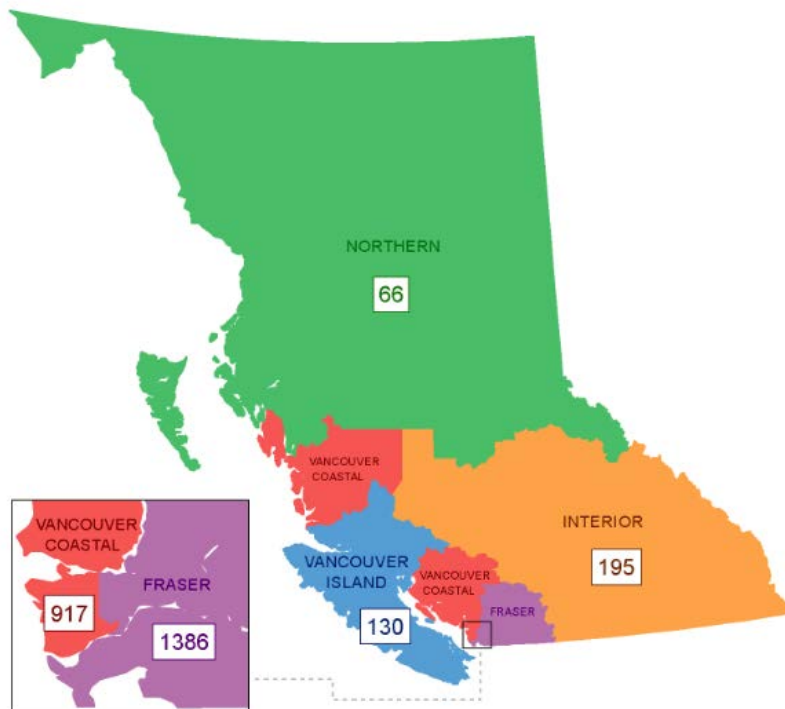 NORTHERN
66
VANCOUVER
COASTAL
INTERIOR
195
VANCOUVER
ISLAND
130
VANCOUVER
COASTAL
FRASER
VANCOUVER
COASTAL
917
FRASER
1386